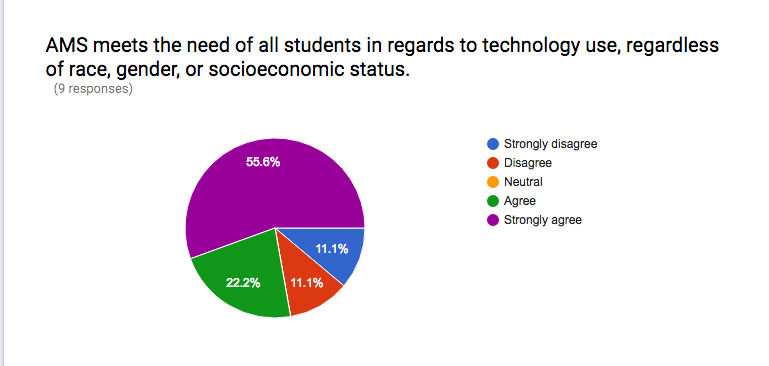 AMS meets the need of all students in regards to technology use, regardless
of race, gender, or socioeconomic status.
(9 responses)
55.6%
11.1%
22.2%
11.1%
Strongly disagree
Disagree
Neutral
Agree
Strongly agree